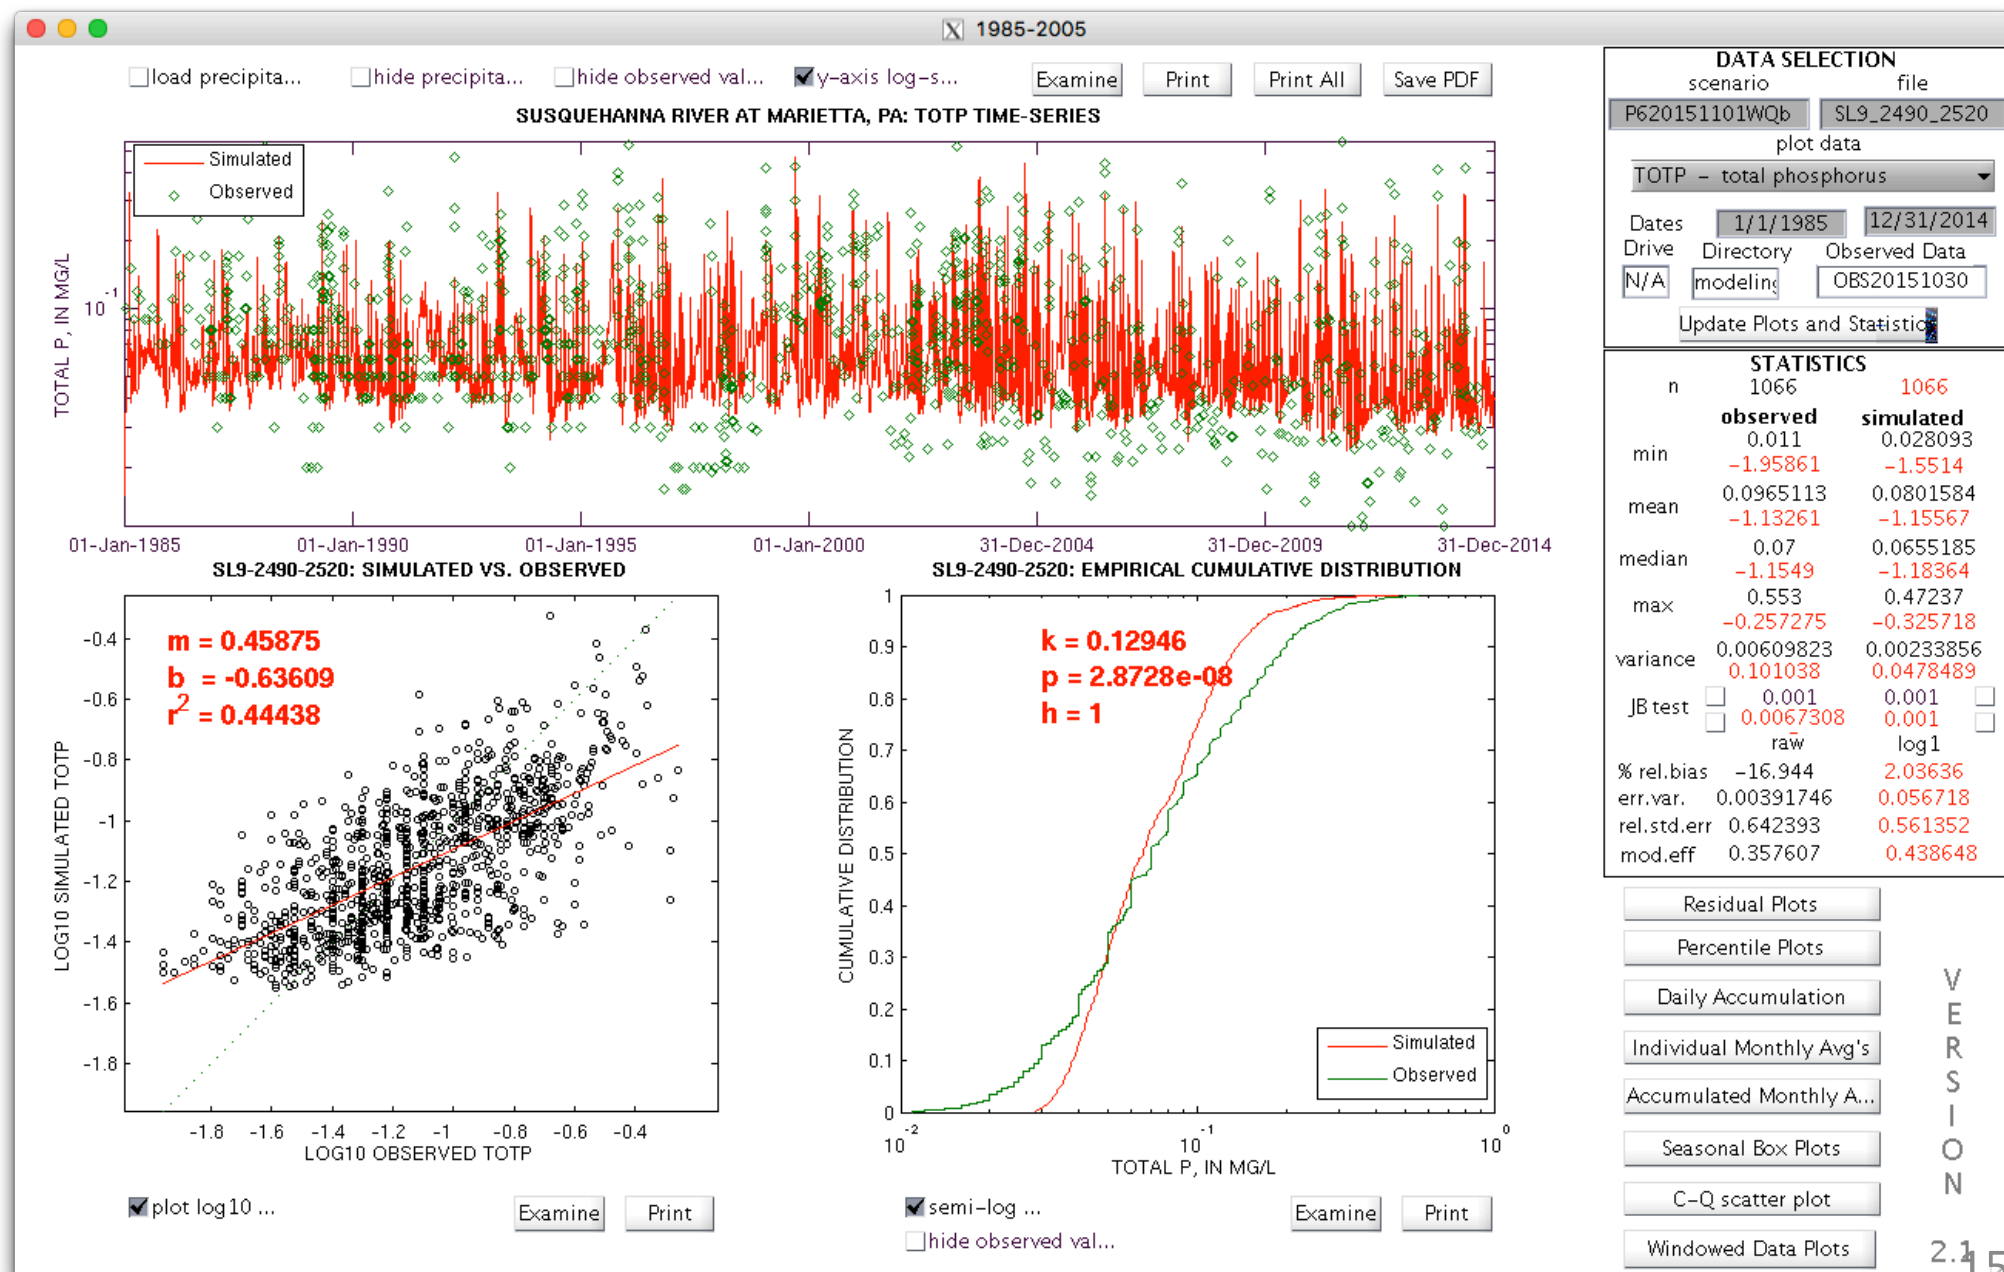 1985-2005
load precipita...
hide precipita...
hide observed val...
y-axis log-s...
Examine
Print
Print All
Save PDF
SUSQUEHANNA RIVER AT MARIETTA, PA: TOTP TIME-SERIES
Simulated
Observed
TOTAL P, IN MG/L
10^-1
01-Jan-1985 01-Jan-1990 01-Jan-1995 01-Jan-2000 31-Dec-2004 31-Dec-2009 31-Dec-2014
SL9-2490-2520: SIMULATED VS. OBSERVED
m = 0.45875
b = -0.63609
r^2 = 0.44438
LOG10 SIMULATED TOTP
-0.4
-0.6
-0.8
-1
-1.2
-1.4
-1.6
-1.8
-1.8 -1.6 -1.4 -1.2 -1 -0.8 -0.6 -0.4
LOG10 OBSERVED TOTP
plot log10 ...
Examine
Print
SL9-2490-2520: EMPIRICAL CUMULATIVE DISTRIBUTION
k = 0.12946
p = 2.8728e-08
h = 1
CUMULATIVE DISTRIBUTION
1
0.9
0.8
0.7
0.6
0.5
0.4
0.3
0.2
0.1
0
Simulated
Observed
10^-2 10^-1 10^0
TOTAL P, IN MG/L
semi-log ...
hide observed val...
Examine
Print
DATA SELECTION
scenario file
P620151101WQb SL9_2490_2520
plot data
TOTP - total phosphorus
Dates 1/1/1985 12/31/2014
Drive Directory Observed Data
N/A modeling OBS20151030
Update Plots and Statistic
STATISTICS
n 1066 1066
observed simulated
min 0.011 0.028093
-1.95861 -1.5514
mean 0.0965113 0.0801584
-1.13261 -1.15567
median 0.07 0.0655185
-1.1549 -1.18364
max 0.553 0.47237
-0.257275 -0.325718
variance 0.00609823 0.00233856
0.101038 0.0478489
JB test 0.001 0.001
0.0067308 0.001
raw log1
% rel.bias -16.944 2.03636
err.var. 0.00391746 0.056718
rel.std.err 0.642393 0.561352
mod.eff 0.357607 0.438648
Residual Plots
Percentile Plots
Daily Accumulation
Individual Monthly Avg's
Accumulated Monthly A...
Seasonal Box Plots
C-Q scatter plot
Windowed Data Plots
VERSION
2.1
15